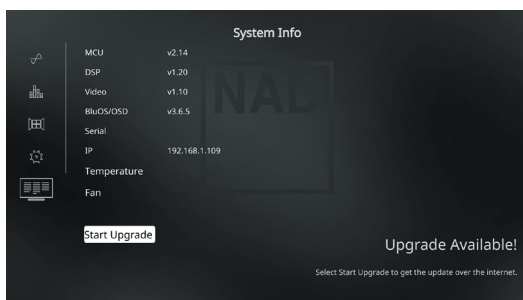 System Info
MCU v2.14
DSP v1.20
Video v1.10
BluOS/OSD v3.6.5
Serial
IP 192.168.1.109
Temperature
Fan
Start Upgrade
NAD
Upgrade Available!
Select Start Upgrade to get the update over the internet.